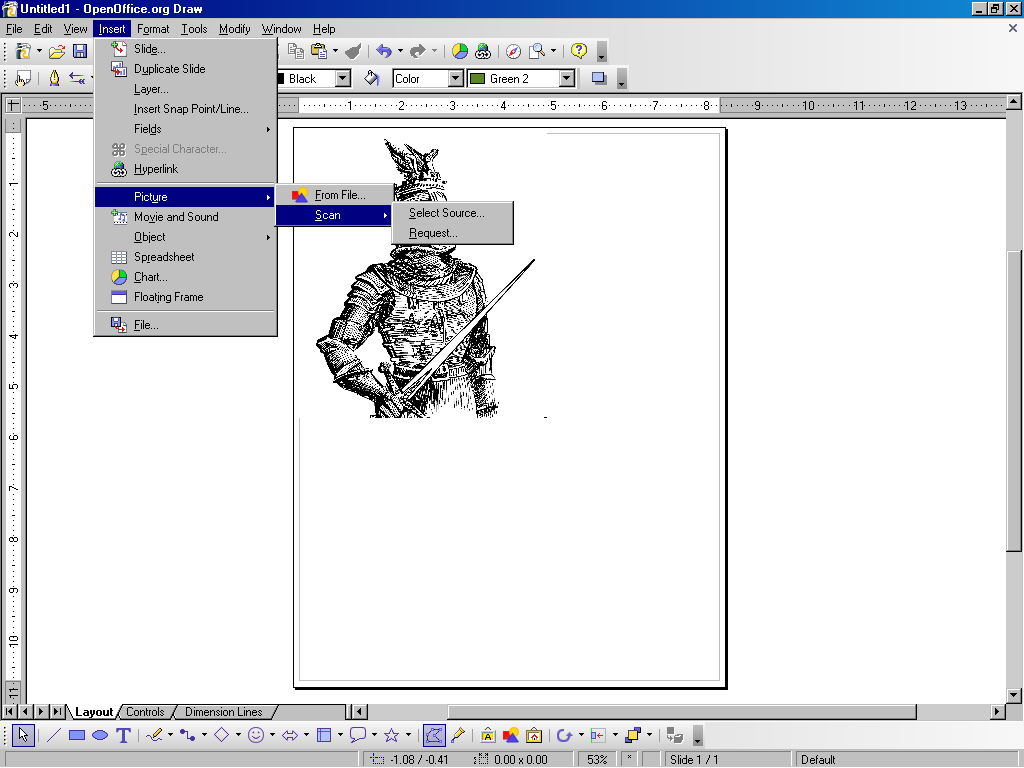 Untitled1 - OpenOffice.org Draw
File Edit View Insert Format Tools Modify Window Help
Slide...
Duplicate Slide
Layer...
Insert Snap Point/Line...
Fields
Special Character...
Hyperlink
Picture
Movie and Sound
Object
Spreadsheet
Chart...
Floating Frame
File...
From File...
Scan
Select Source...
Request...
Black Color Green 2
5 1 2 3 4 5 6 7 8 9 10 11 12 13
1
2
3
4
5
6
7
8
9
10
11
Layout Controls Dimension Lines
-1.08 / -0.41 0.00 x 0.00 53% * Slide 1 / 1 Default